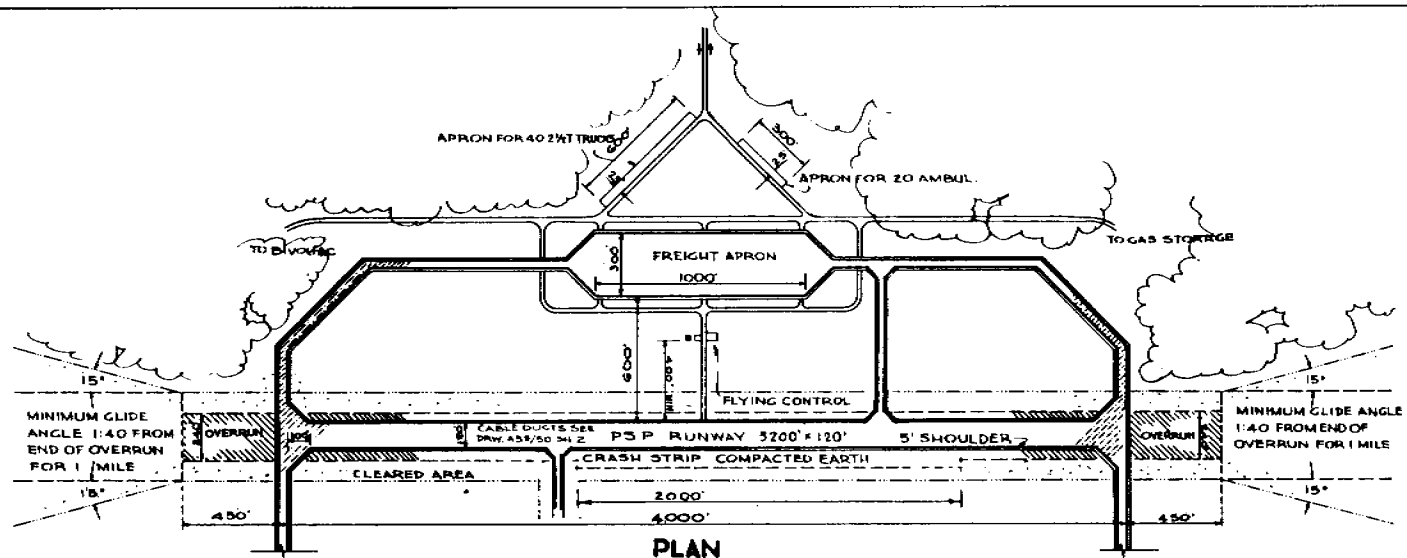 APRON FOR 40 2½T TRUCKS
600'
300'
25'
APRON FOR 20 AMBUL.
TO BIVOUAC
TO GAS STORAGE
300'
FREIGHT APRON
1000'
600'
MIN. 400'
FLYING CONTROL
15°
15°
MINIMUM GLIDE
ANGLE 1:40 FROM
END OF OVERRUN
FOR 1 MILE
OVERRUN
CABLE DUCTS SEE
PSP RUNWAY 3200' × 120'
5' SHOULDER
OVERRUN
MINIMUM GLIDE ANGLE
1:40 FROM END OF
OVERRUN FOR 1 MILE
CRASH STRIP COMPACTED EARTH
CLEARED AREA
15°
15°
2000'
450'
4000'
450'
PLAN